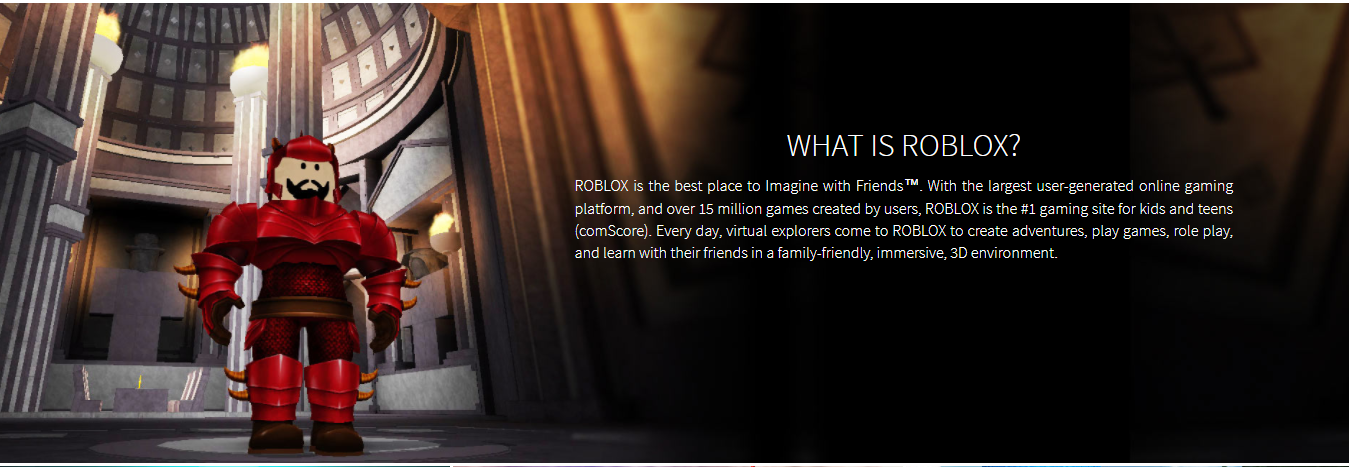 WHAT IS ROBLOX?
ROBLOX is the best place to Imagine with Friends™. With the largest user-generated online gaming
platform, and over 15 million games created by users, ROBLOX is the #1 gaming site for kids and teens
(comScore). Every day, virtual explorers come to ROBLOX to create adventures, play games, role play,
and learn with their friends in a family-friendly, immersive, 3D environment.